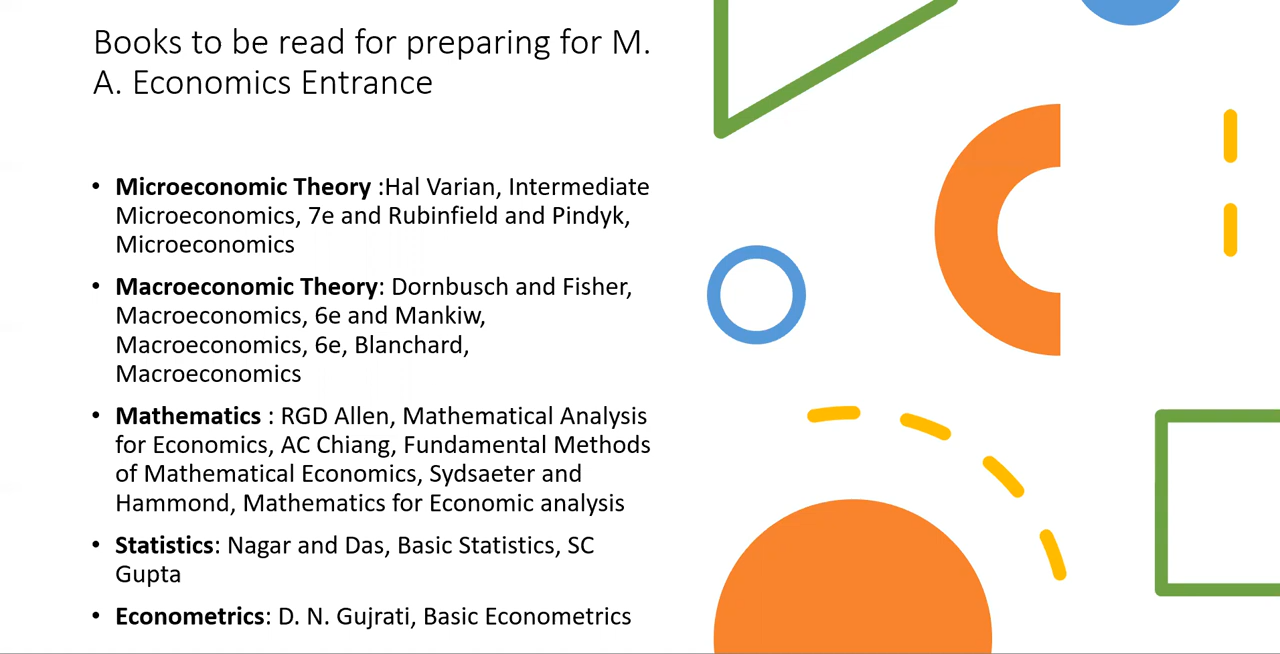 Books to be read for preparing for M.
A. Economics Entrance
• Microeconomic Theory :Hal Varian, Intermediate
Microeconomics, 7e and Rubinfield and Pindyk,
Microeconomics
• Macroeconomic Theory: Dornbusch and Fisher,
Macroeconomics, 6e and Mankiw,
Macroeconomics, 6e, Blanchard,
Macroeconomics
• Mathematics : RGD Allen, Mathematical Analysis
for Economics, AC Chiang, Fundamental Methods
of Mathematical Economics, Sydsaeter and
Hammond, Mathematics for Economic analysis
• Statistics: Nagar and Das, Basic Statistics, SC
Gupta
• Econometrics: D. N. Gujrati, Basic Econometrics